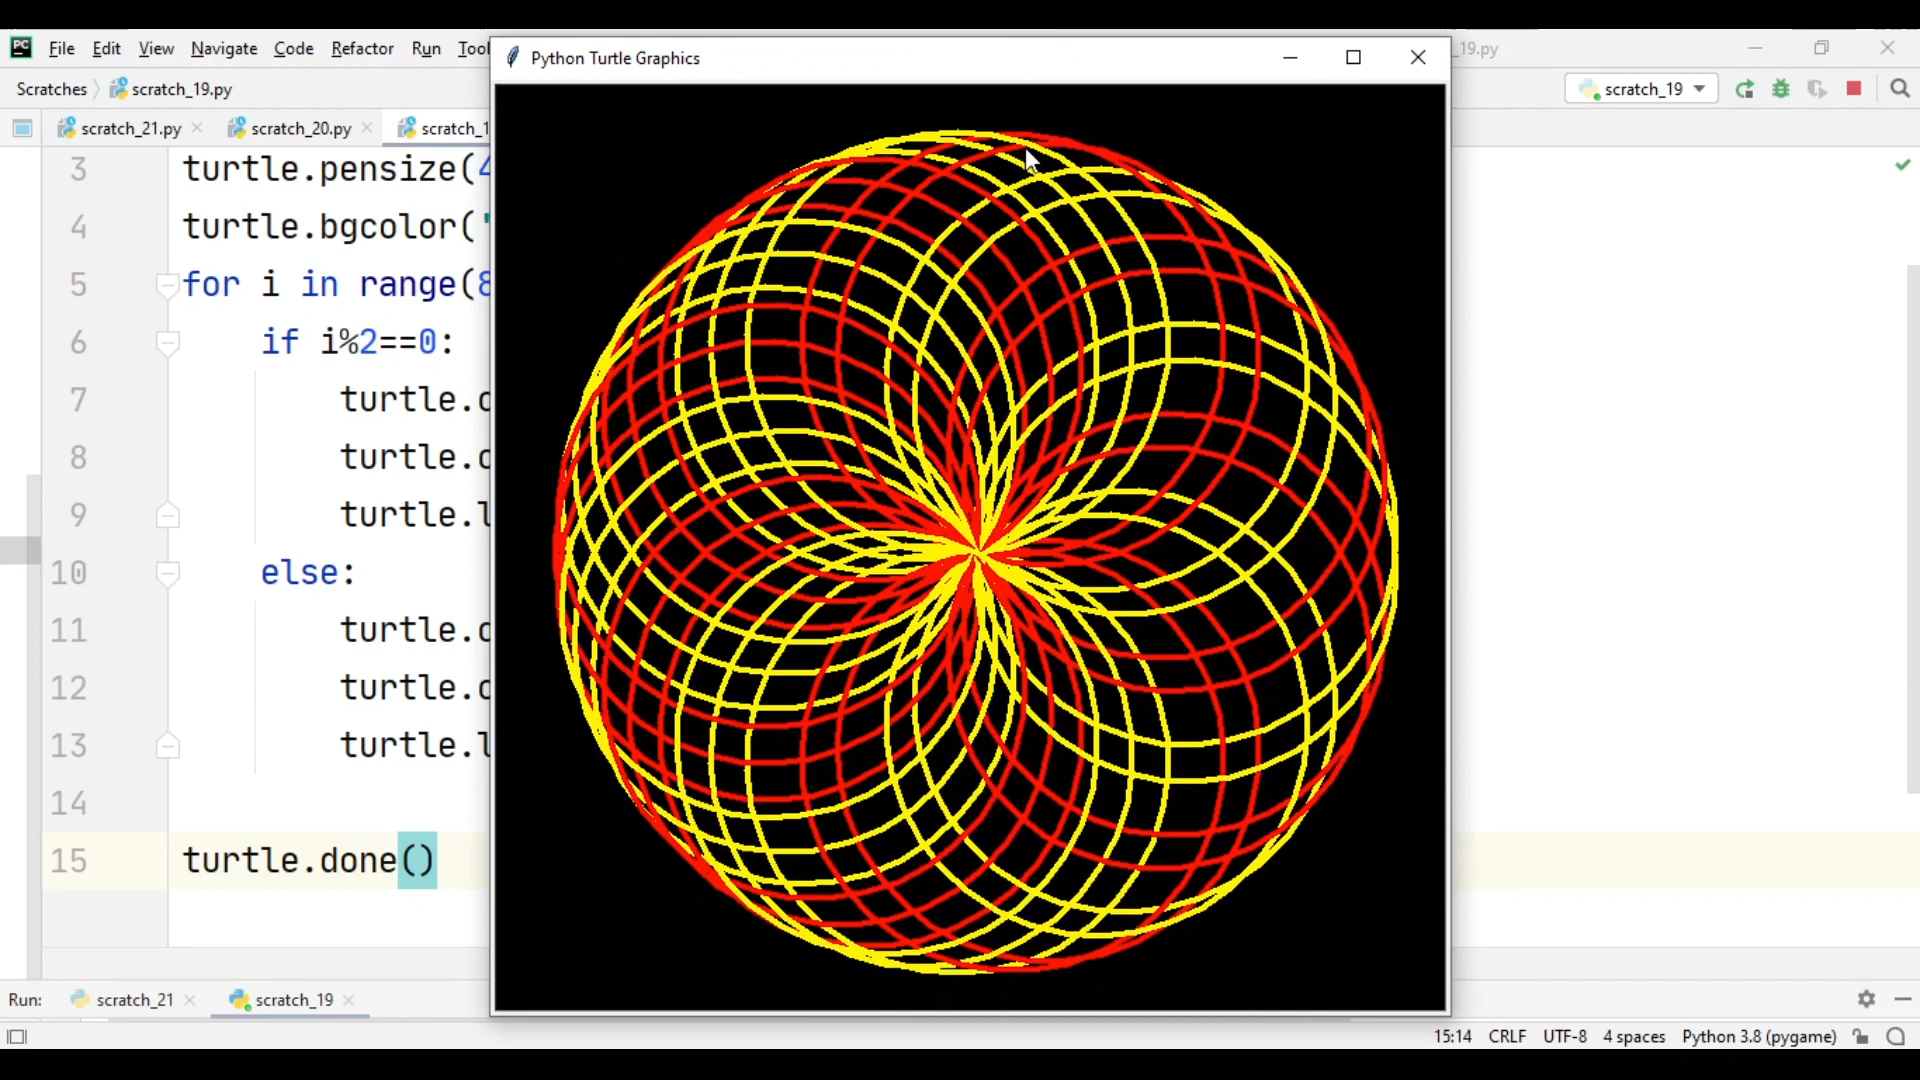 PC File Edit View Navigate Code Refactor Run
Python Turtle Graphics
19.py
Scratches scratch_19.py
scratch_19
scratch_21.py scratch_20.py
3 turtle.pensize(4
4 turtle.bgcolor("
5 for i in range(8
6 if i%2==0:
7 turtle.c
8 turtle.c
9 turtle.l
10 else:
11 turtle.c
12 turtle.c
13 turtle.l
14
15 turtle.done()
Run: scratch_21 scratch_19
15:14 CRLF UTF-8 4 spaces Python 3.8 (pygame)